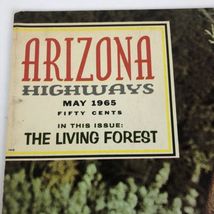 ARIZONA
HIGHWAYS
MAY 1965
FIFTY CENTS
IN THIS ISSUE:
THE LIVING FOREST